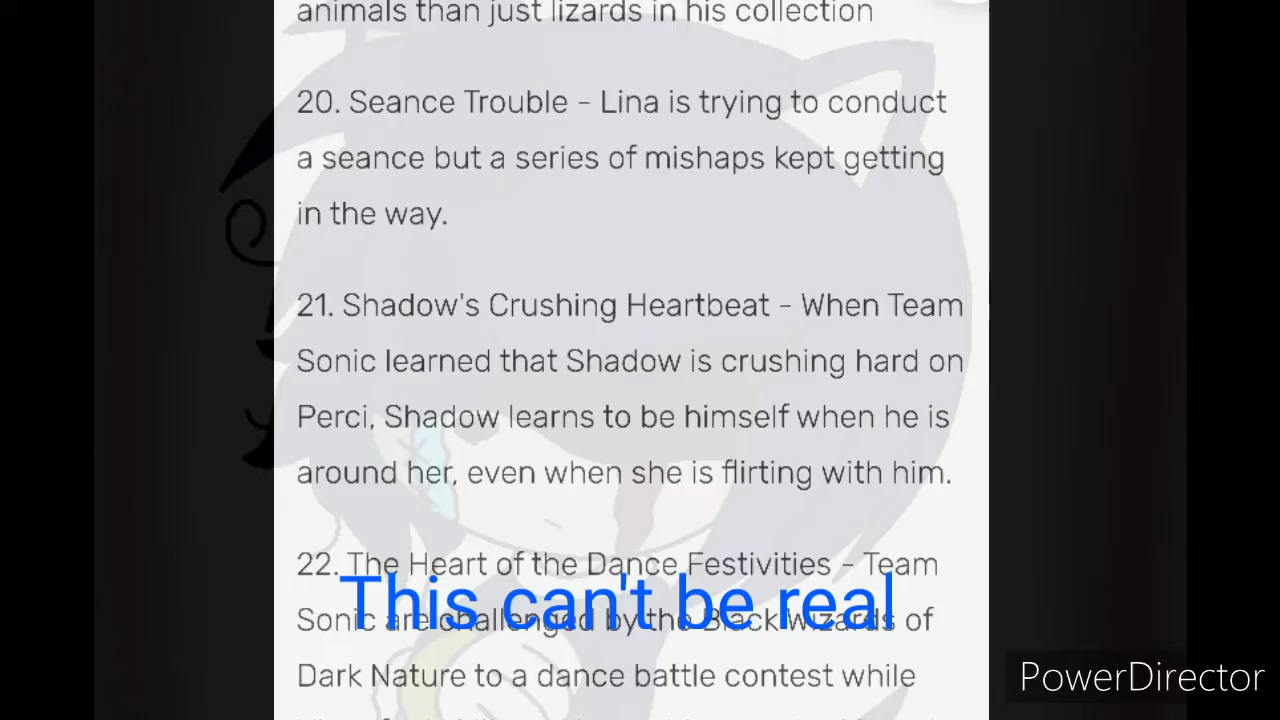 animals than just lizards in his collection
20. Seance Trouble - Lina is trying to conduct
a seance but a series of mishaps kept getting
in the way.
21. Shadow's Crushing Heartbeat - When Team
Sonic learned that Shadow is crushing hard on
Perci, Shadow learns to be himself when he is
around her, even when she is flirting with him.
22. The Heart of the Dance Festivities - Team
This can't be real
Sonic are challenged by the Black Wizards of
Dark Nature to a dance battle contest while
PowerDirector